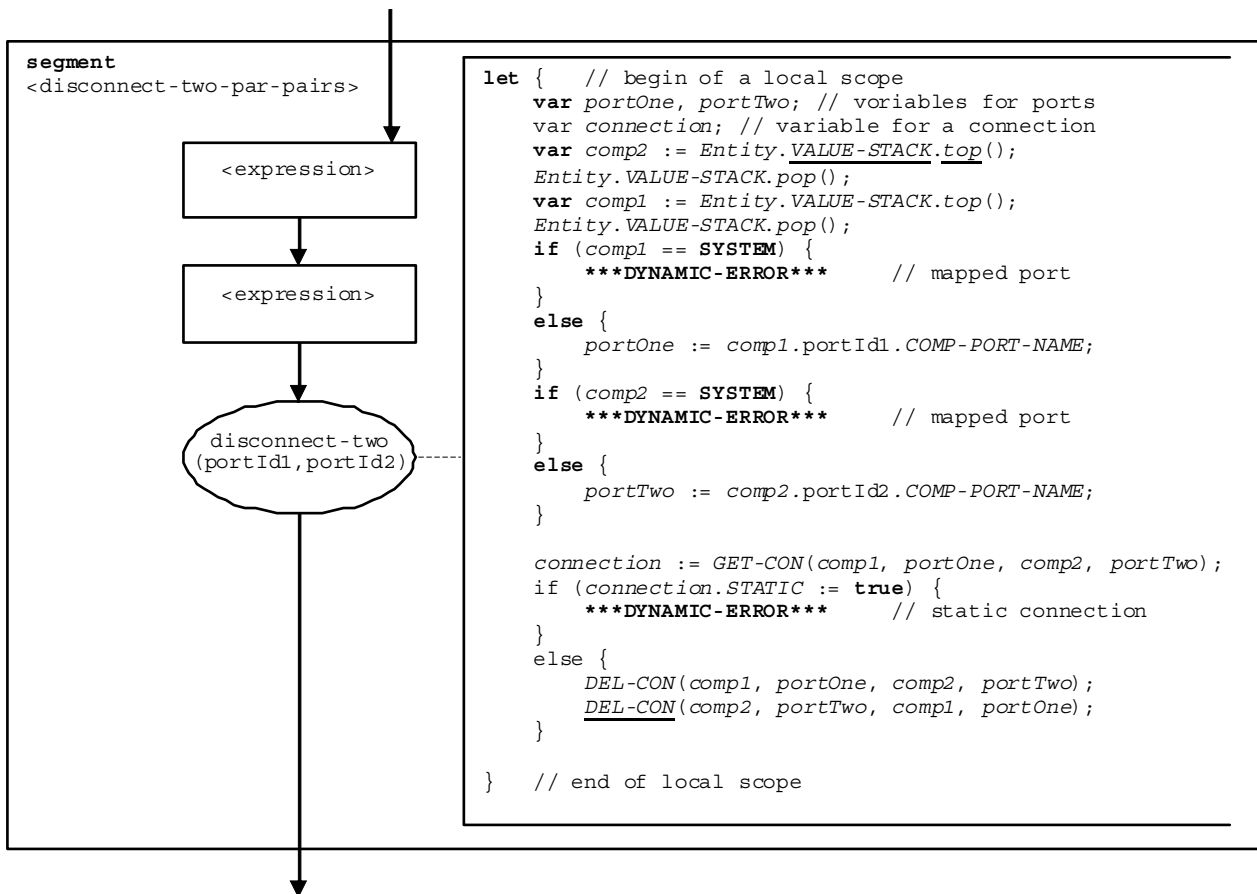 segment
<disconnect-two-par-pairs>
<expression>
<expression>
disconnect-two
(portId1,portId2)
let {   // begin of a local scope
var portOne, portTwo; // voriables for ports
var connection; // variable for a connection
var comp2 := Entity.VALUE-STACK.top();
Entity.VALUE-STACK.pop();
var comp1 := Entity.VALUE-STACK.top();
Entity.VALUE-STACK.pop();
if (comp1 == SYSTEM) {
***DYNAMIC-ERROR***     // mapped port
}
else {
portOne := comp1.portId1.COMP-PORT-NAME;
}
if (comp2 == SYSTEM) {
***DYNAMIC-ERROR***     // mapped port
}
else {
portTwo := comp2.portId2.COMP-PORT-NAME;
}
connection := GET-CON(comp1, portOne, comp2, portTwo);
if (connection.STATIC := true) {
***DYNAMIC-ERROR***     // static connection
}
else {
DEL-CON(comp1, portOne, comp2, portTwo);
DEL-CON(comp2, portTwo, comp1, portOne);
}
}   // end of local scope